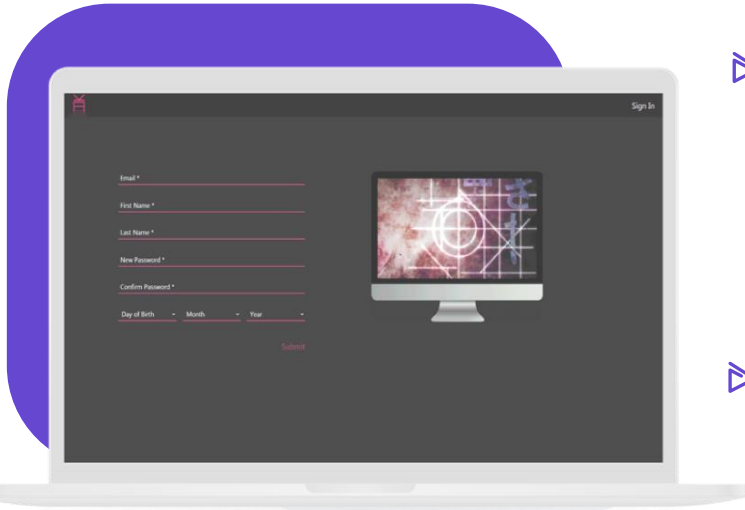 Sign In
Email *
First Name *
Last Name *
New Password *
Confirm Password *
Day of Birth Month Year
Submit